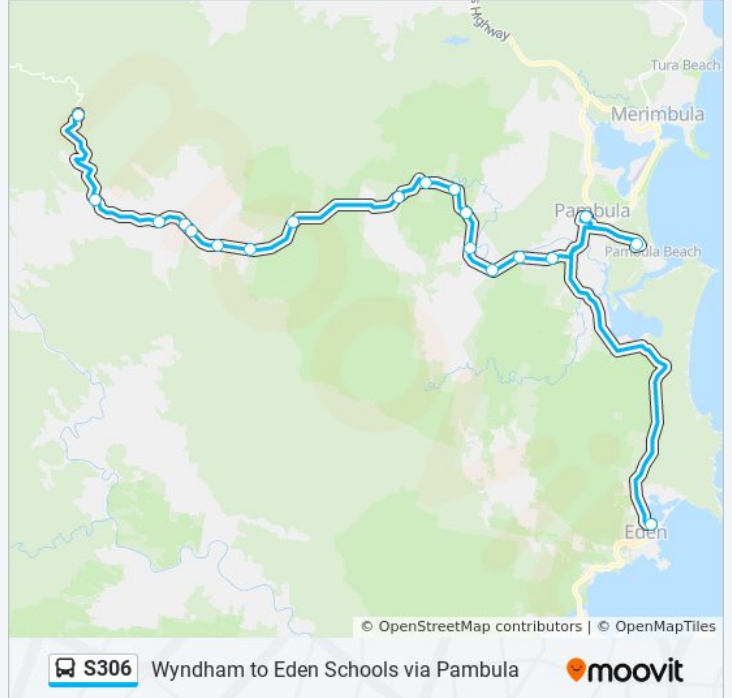 Highway
Tura Beach
Merimbula
Pambula
Pambula Beach
Eden
© OpenStreetMap contributors | © OpenMapTiles
S306 Wyndham to Eden Schools via Pambula moovit